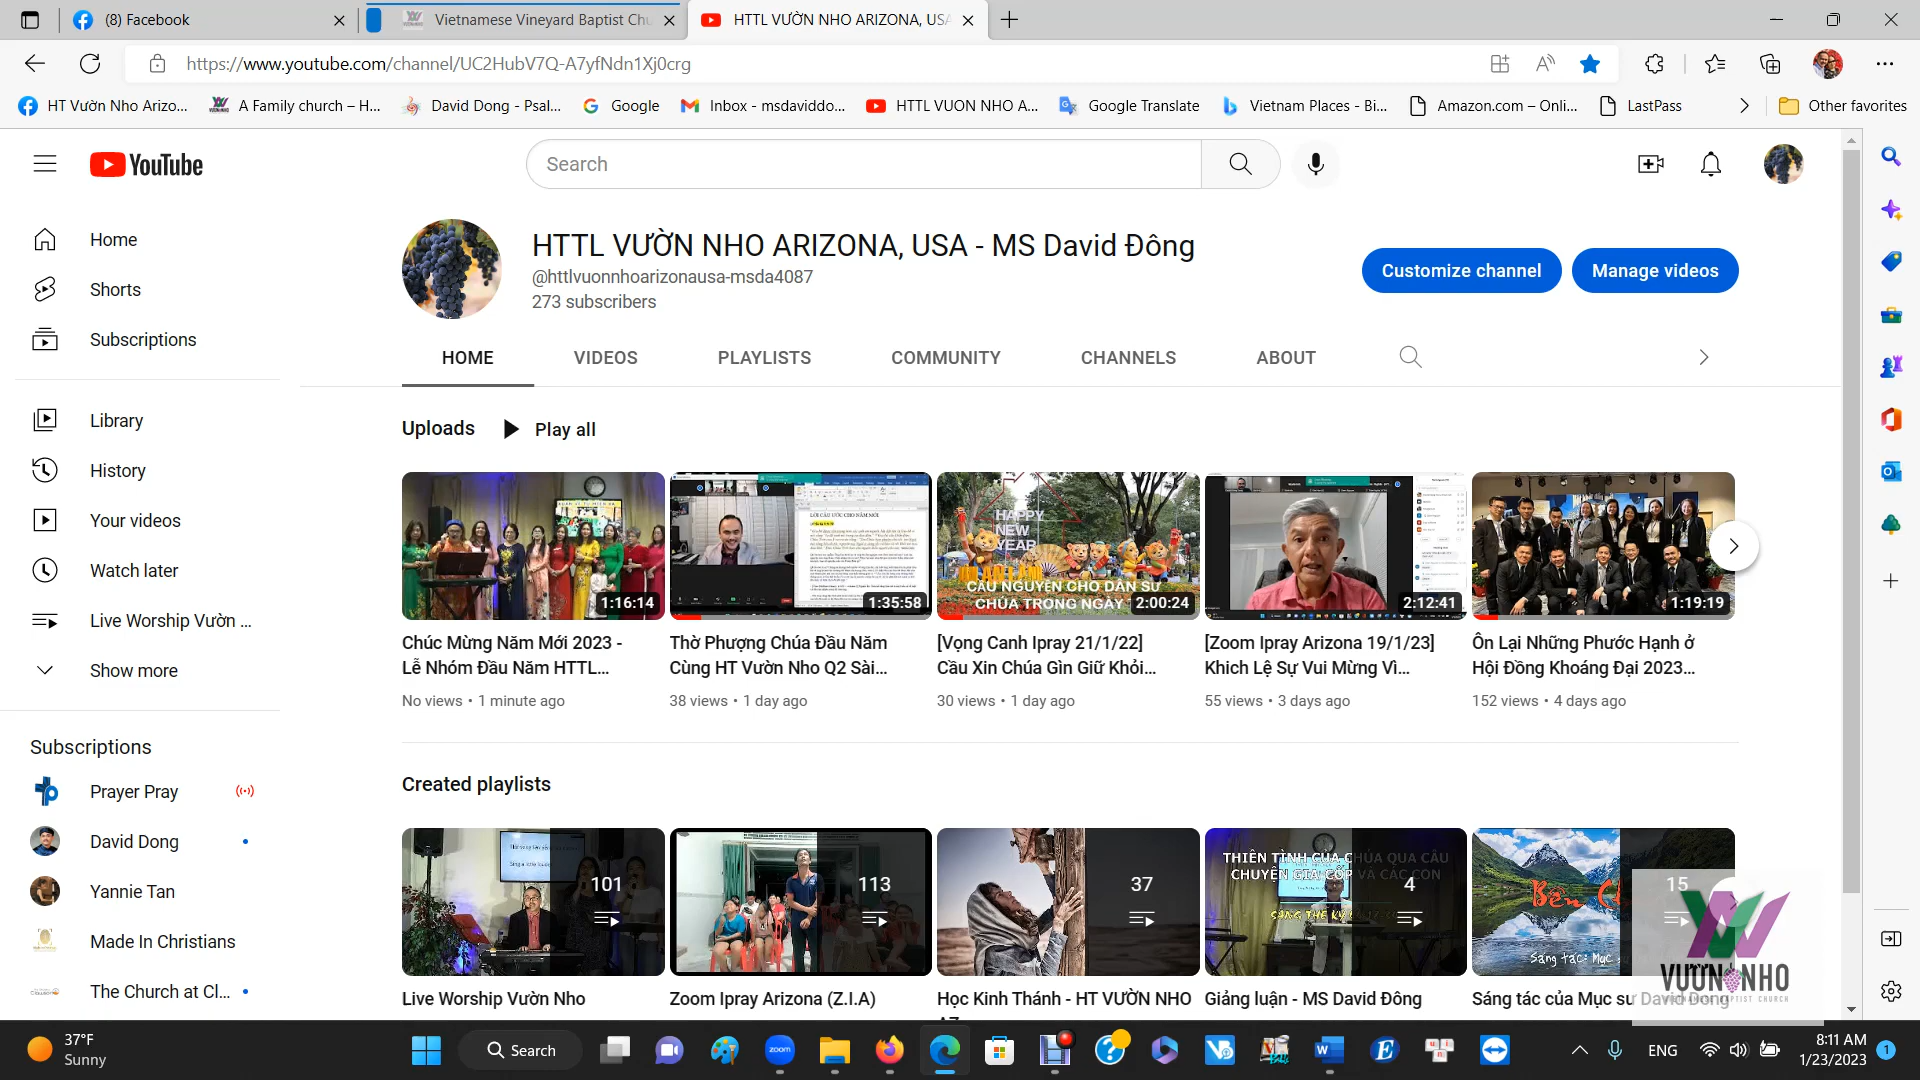 (8) Facebook
Vietnamese Vineyard Baptist Chu
HTTL VƯỜN NHO ARIZONA, USA
https://www.youtube.com/channel/UC2HubV7Q-A7yfNdn1Xj0crg
HT Vườn Nho Arizo...
A Family church – H...
David Dong - Psal...
Google
Inbox - msdaviddo...
HTTL VUON NHO A...
Google Translate
Vietnam Places - Bi...
Amazon.com – Onli...
LastPass
Other favorites
YouTube
Search
Home
Shorts
Subscriptions
Library
History
Your videos
Watch later
Live Worship Vườn ...
Show more
Subscriptions
Prayer Pray
David Dong
Yannie Tan
Made In Christians
The Church at Cl...
HTTL VƯỜN NHO ARIZONA, USA - MS David Đông
@httlvuonnhoarizonausa-msda4087
273 subscribers
Customize channel
Manage videos
HOME
VIDEOS
PLAYLISTS
COMMUNITY
CHANNELS
ABOUT
Uploads
Play all
1:16:14
LỜI CẦU ƯỚC CHO NĂM MỚI
1:35:58
HAPPY
NEW
YEAR
CẦU NGUYỆN CHO DÂN SỰ
CHÚA TRONG NGÀY
2:00:24
2:12:41
1:19:19
Chúc Mừng Năm Mới 2023 -
Lễ Nhóm Đầu Năm HTTL...
No views • 1 minute ago
Thờ Phượng Chúa Đầu Năm
Cùng HT Vườn Nho Q2 Sài...
38 views • 1 day ago
[Vọng Canh Ipray 21/1/22]
Cầu Xin Chúa Gìn Giữ Khỏi...
30 views • 1 day ago
[Zoom Ipray Arizona 19/1/23]
Khich Lệ Sự Vui Mừng Vì...
55 views • 3 days ago
Ôn Lại Những Phước Hạnh ở
Hội Đồng Khoáng Đại 2023...
152 views • 4 days ago
Created playlists
101
113
37
THIÊN TÌNH CỦA CHÚA QUA CÂU
CHUYỆN GIA CỐP VÀ CÁC CON
4
15
Sáng tác: Mục s
Live Worship Vườn Nho
Zoom Ipray Arizona (Z.I.A)
Học Kinh Thánh - HT VƯỜN NHO
Giảng luận - MS David Đông
Sáng tác của Mục sư David Đông
VƯỜN NHO
VIETNAMESE BAPTIST CHURCH
37°F
Sunny
Search
zoom
ENG
8:11 AM
1/23/2023
1